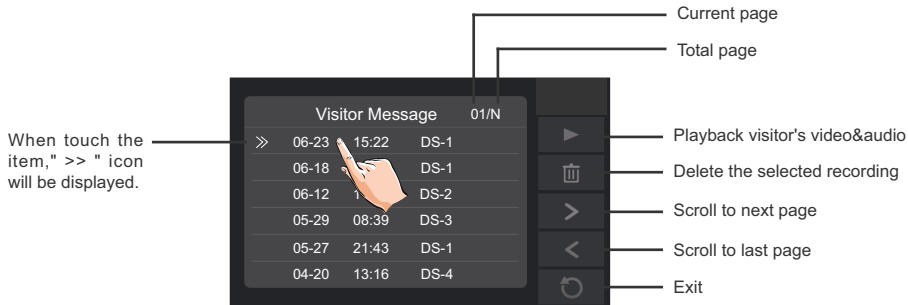 Current page
Total page
Visitor Message 01/N
When touch the
item," >> " icon
will be displayed.
>> 06-23 15:22 DS-1
06-18 DS-1
06-12 DS-2
05-29 08:39 DS-3
05-27 21:43 DS-1
04-20 13:16 DS-4
Playback visitor's video&audio
Delete the selected recording
Scroll to next page
Scroll to last page
Exit